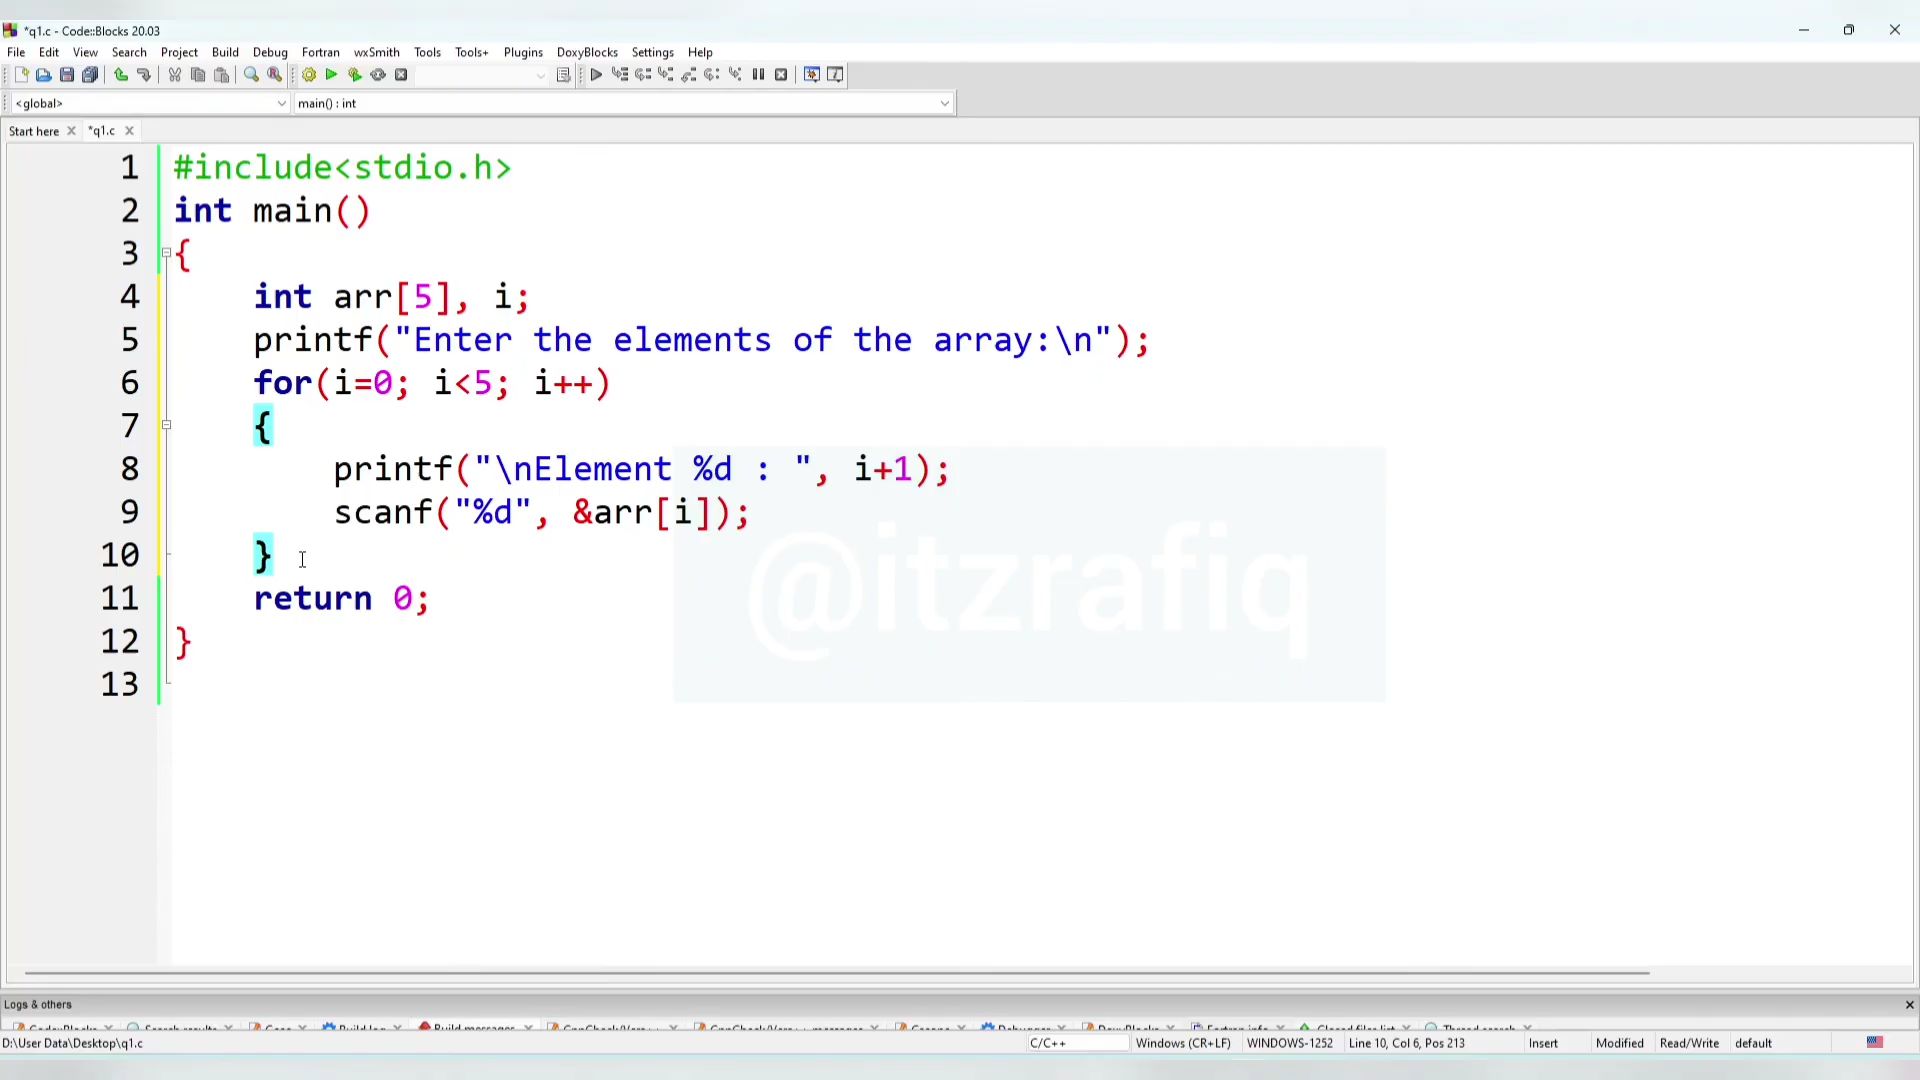 *q1.c - Code::Blocks 20.03
File Edit View Search Project Build Debug Fortran wxSmith Tools Tools+ Plugins DoxyBlocks Settings Help
<global> main() : int
Start here *q1.c
1 #include<stdio.h>
2 int main()
3 {
4 int arr[5], i;
5 printf("Enter the elements of the array:\n");
6 for(i=0; i<5; i++)
7 {
8 printf("\nElement %d : ", i+1);
9 scanf("%d", &arr[i]);
10 }
11 return 0;
12 }
13
@itzrafiq
Logs & others
Code::Blocks Search results Cccc Build log Build messages CppCheck/Vera++ CppCheck/Vera++ messages Cscope Debugger DoxyBlocks Fortran info Closed files list Thread search
D:\User Data\Desktop\q1.c C/C++ Windows (CR+LF) WINDOWS-1252 Line 10, Col 6, Pos 213 Insert Modified Read/Write default